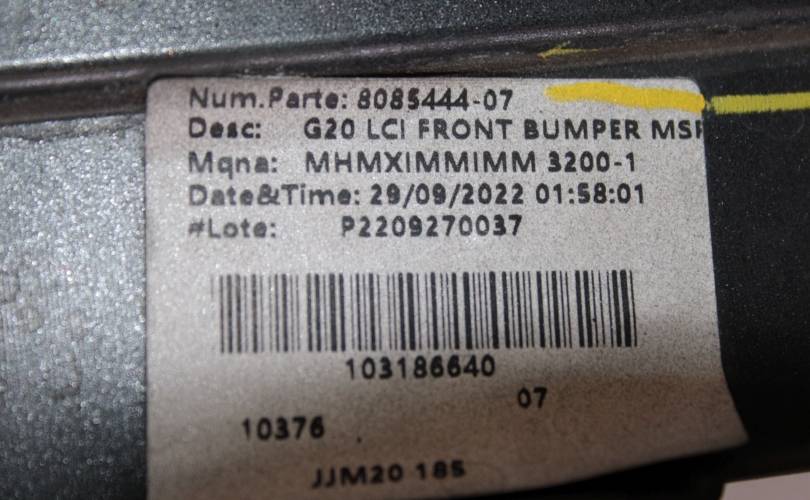 Num.Parte: 8085444-07
Desc: G20 LCI FRONT BUMPER MSP
Mqna: MHMXIMMIMM 3200-1
Date&Time: 29/09/2022 01:58:01
#Lote: P2209270037
103186640
07
10376
JJM20 185